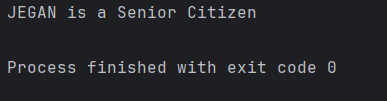 JEGAN is a Senior Citizen
Process finished with exit code 0